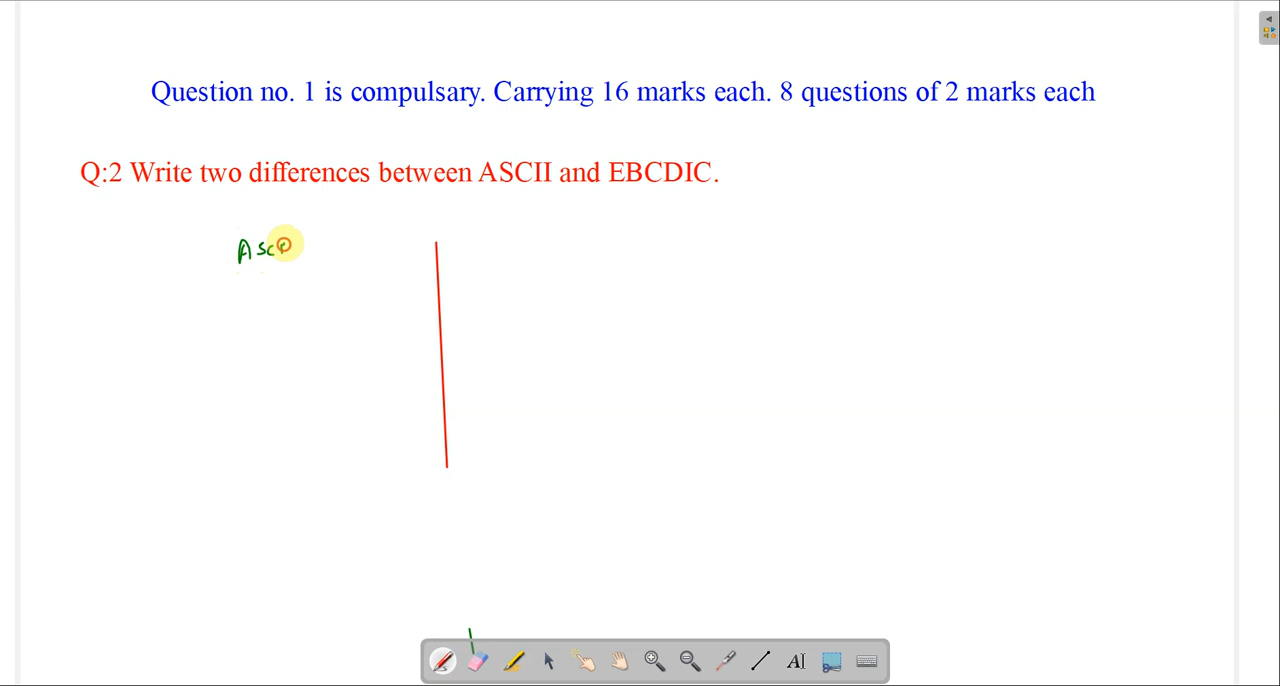 Question no. 1 is compulsary. Carrying 16 marks each. 8 questions of 2 marks each
Q:2 Write two differences between ASCII and EBCDIC.
AI